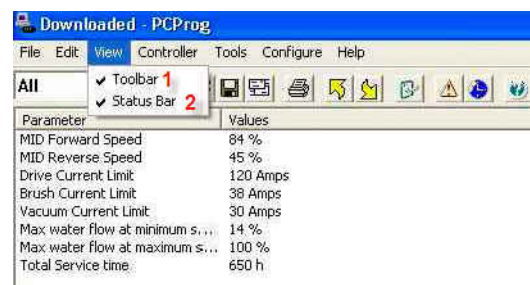 Downloaded - PCProg
File Edit View Controller Tools Configure Help
All
Toolbar 1
Status Bar 2
Parameter Values
MID Forward Speed 84 %
MID Reverse Speed 45 %
Drive Current Limit 120 Amps
Brush Current Limit 38 Amps
Vacuum Current Limit 30 Amps
Max water flow at minimum s... 14 %
Max water flow at maximum s... 100 %
Total Service time 650 h